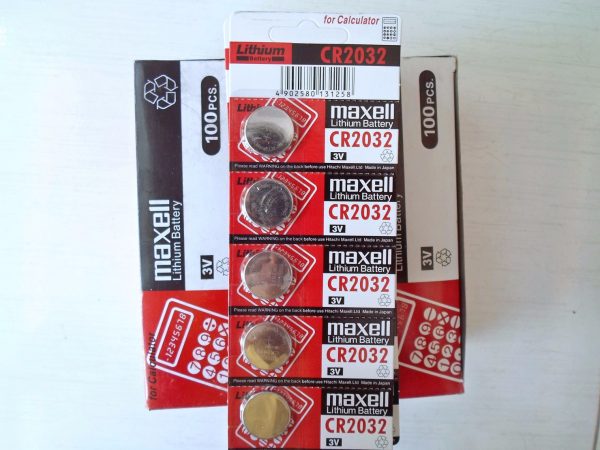 for Calculator
Lithium
Battery
CR2032
4 902580 131258
maxell
Lithium Battery
CR2032
3V
Please read WARNING on the back before use Hitachi Maxell Ltd Made in Japan
maxell
Lithium Battery
CR2032
3V
Please read WARNING on the back before use Hitachi Maxell Ltd Made in Japan
maxell
Lithium Battery
CR2032
3V
Please read WARNING on the back before use Hitachi Maxell Ltd Made in Japan
maxell
Lithium Battery
CR2032
3V
Please read WARNING on the back before use Hitachi Maxell Ltd Made in Japan
maxell
Lithium Battery
CR2032
3V
100 PCS.
maxell
Lithium Battery
3V
for Calculator
12345678
100 PCS.
Lithium Battery
3V